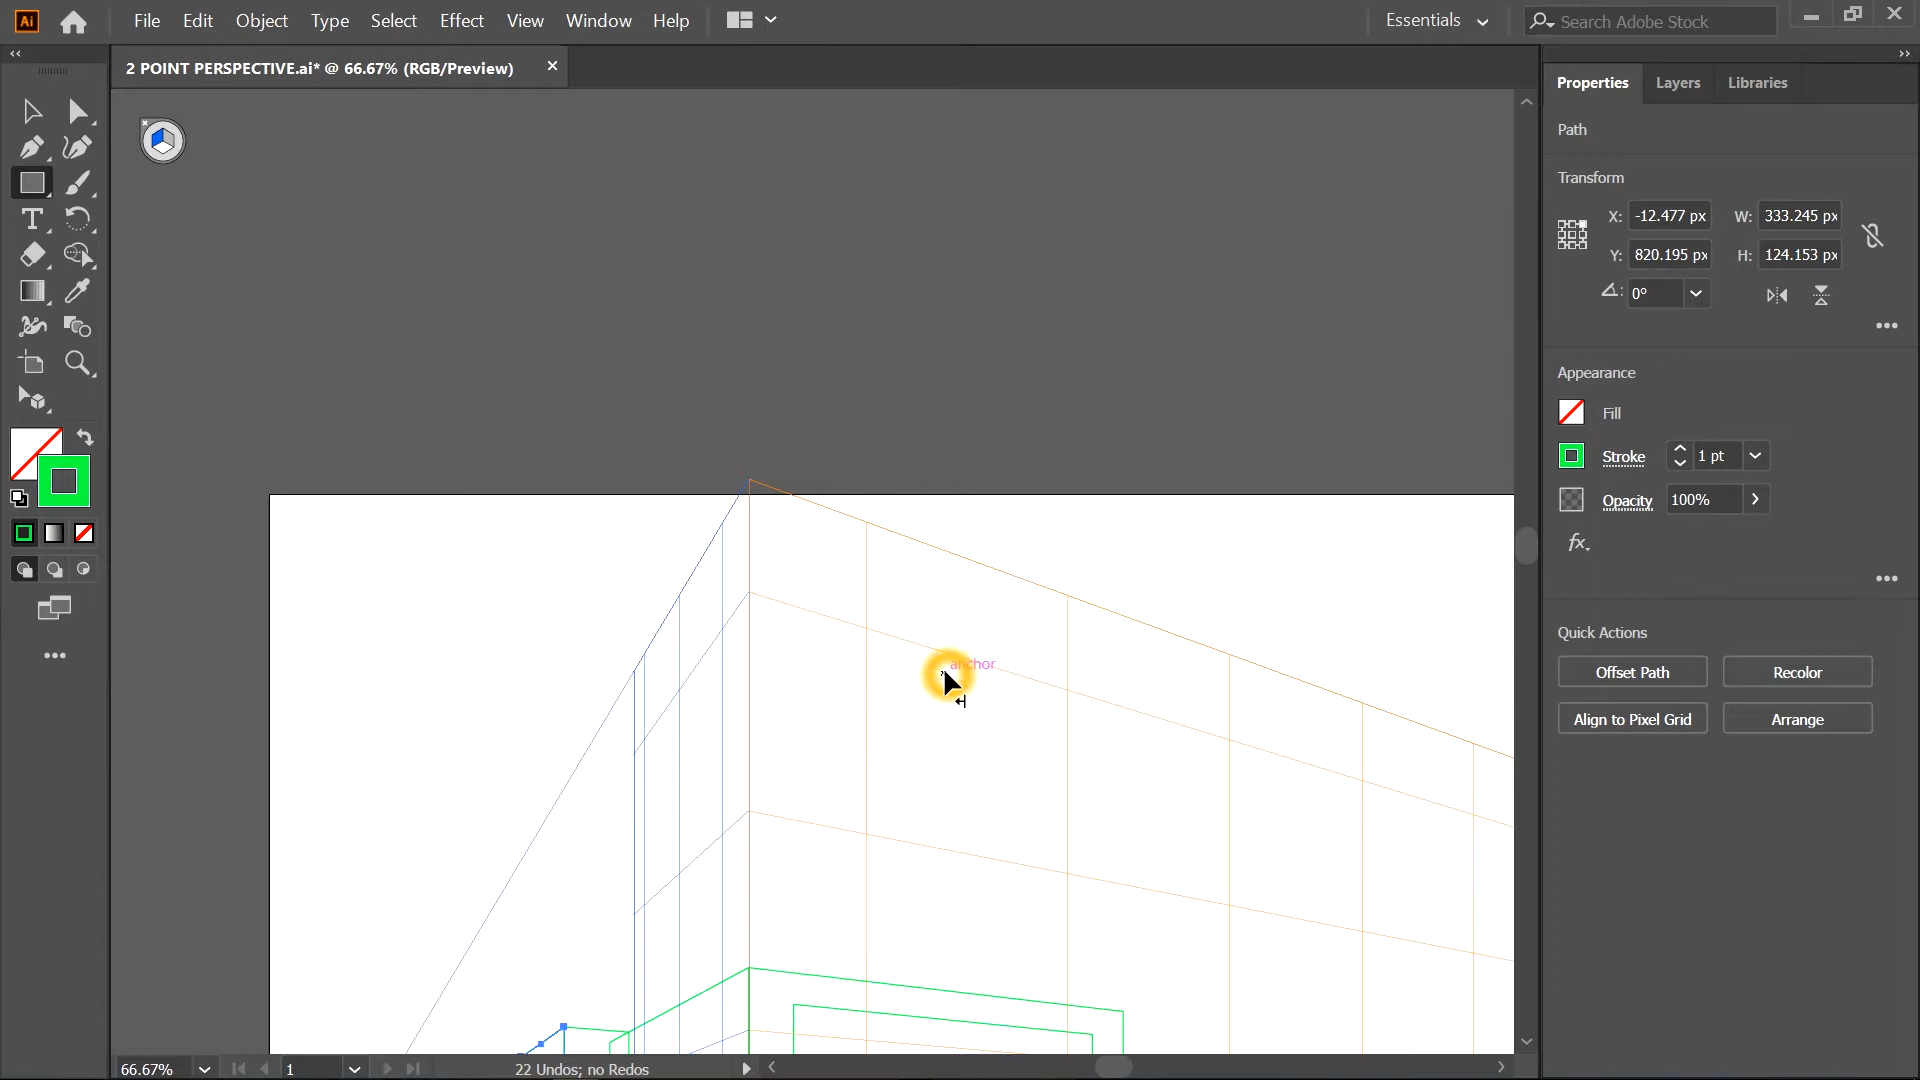 Ai File Edit Object Type Select Effect View Window Help Essentials Search Adobe Stock
2 POINT PERSPECTIVE.ai* @ 66.67% (RGB/Preview)
Properties Layers Libraries
Path
Transform
X: -12.477 px W: 333.245 px
Y: 820.195 px H: 124.153 px
0°
Appearance
Fill
Stroke 1 pt
Opacity 100%
fx.
Quick Actions
Offset Path Recolor
Align to Pixel Grid Arrange
anchor
66.67% 1 22 Undos; no Redos